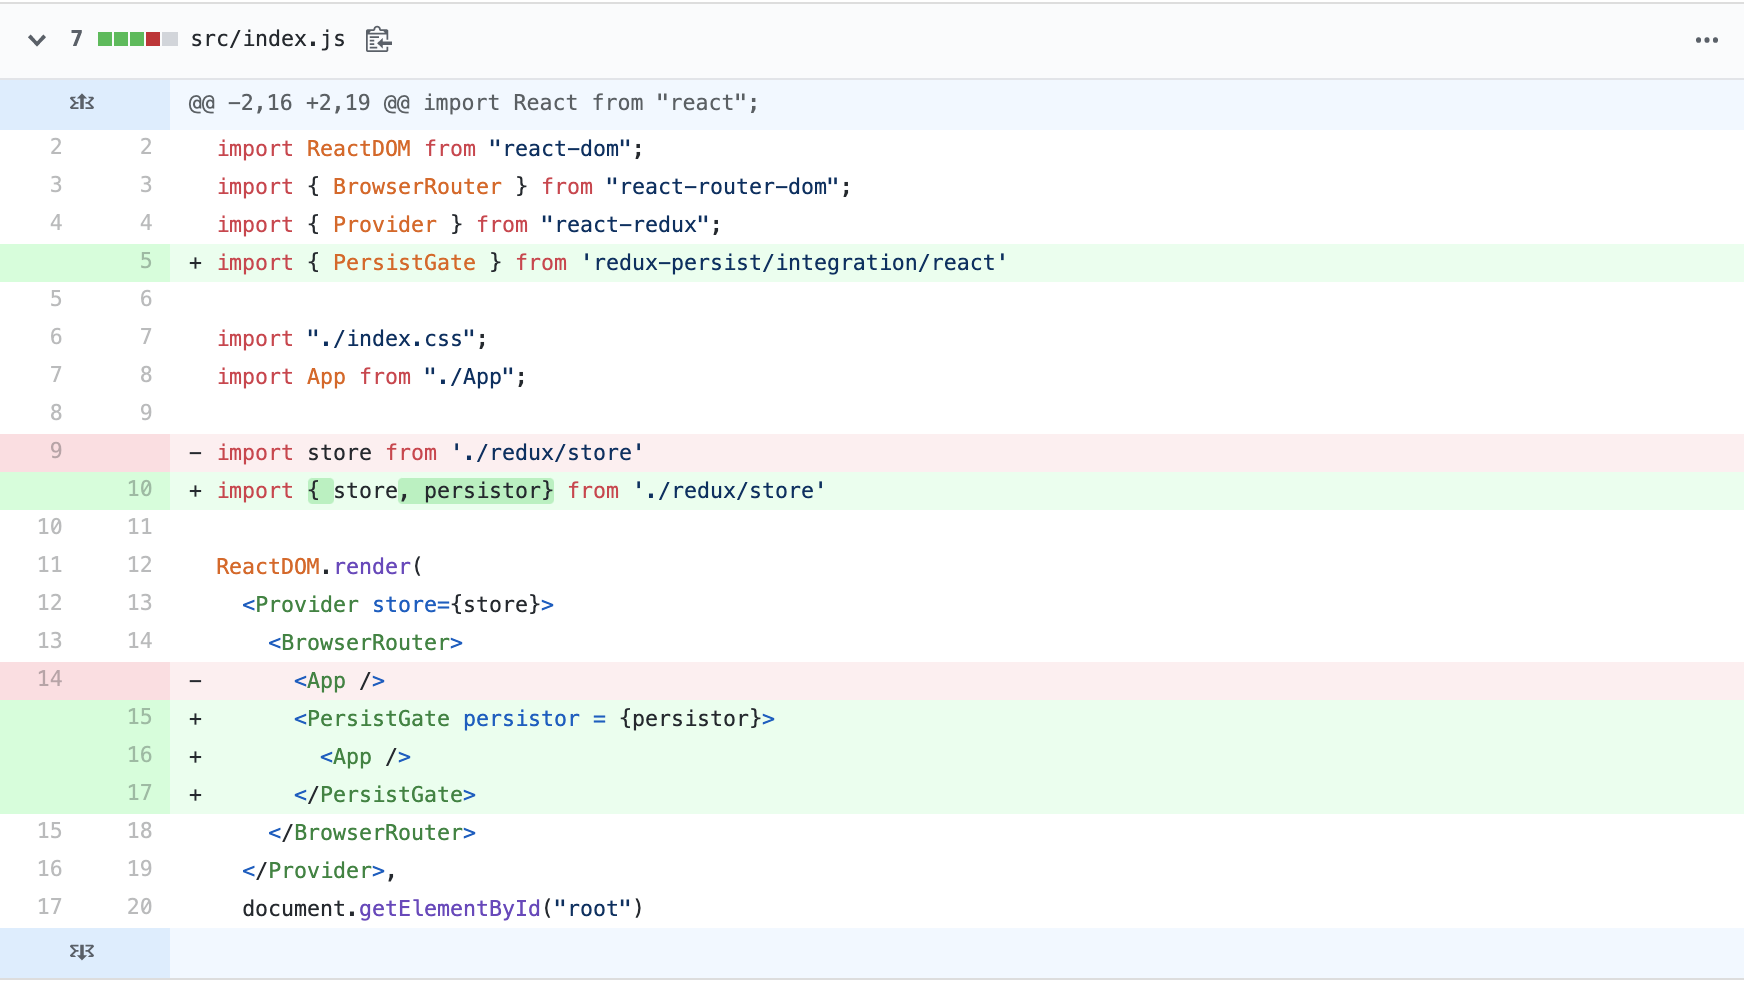 7 src/index.js
@@ -2,16 +2,19 @@ import React from "react";
2 2 import ReactDOM from "react-dom";
3 3 import { BrowserRouter } from "react-router-dom";
4 4 import { Provider } from "react-redux";
5 + import { PersistGate } from 'redux-persist/integration/react'
5 6
6 7 import "./index.css";
7 8 import App from "./App";
8 9
9 - import store from './redux/store'
10 + import { store, persistor} from './redux/store'
10 11
11 12 ReactDOM.render(
12 13 <Provider store={store}>
13 14 <BrowserRouter>
14 - <App />
15 + <PersistGate persistor = {persistor}>
16 + <App />
17 + </PersistGate>
15 18 </BrowserRouter>
16 19 </Provider>,
17 20 document.getElementById("root")